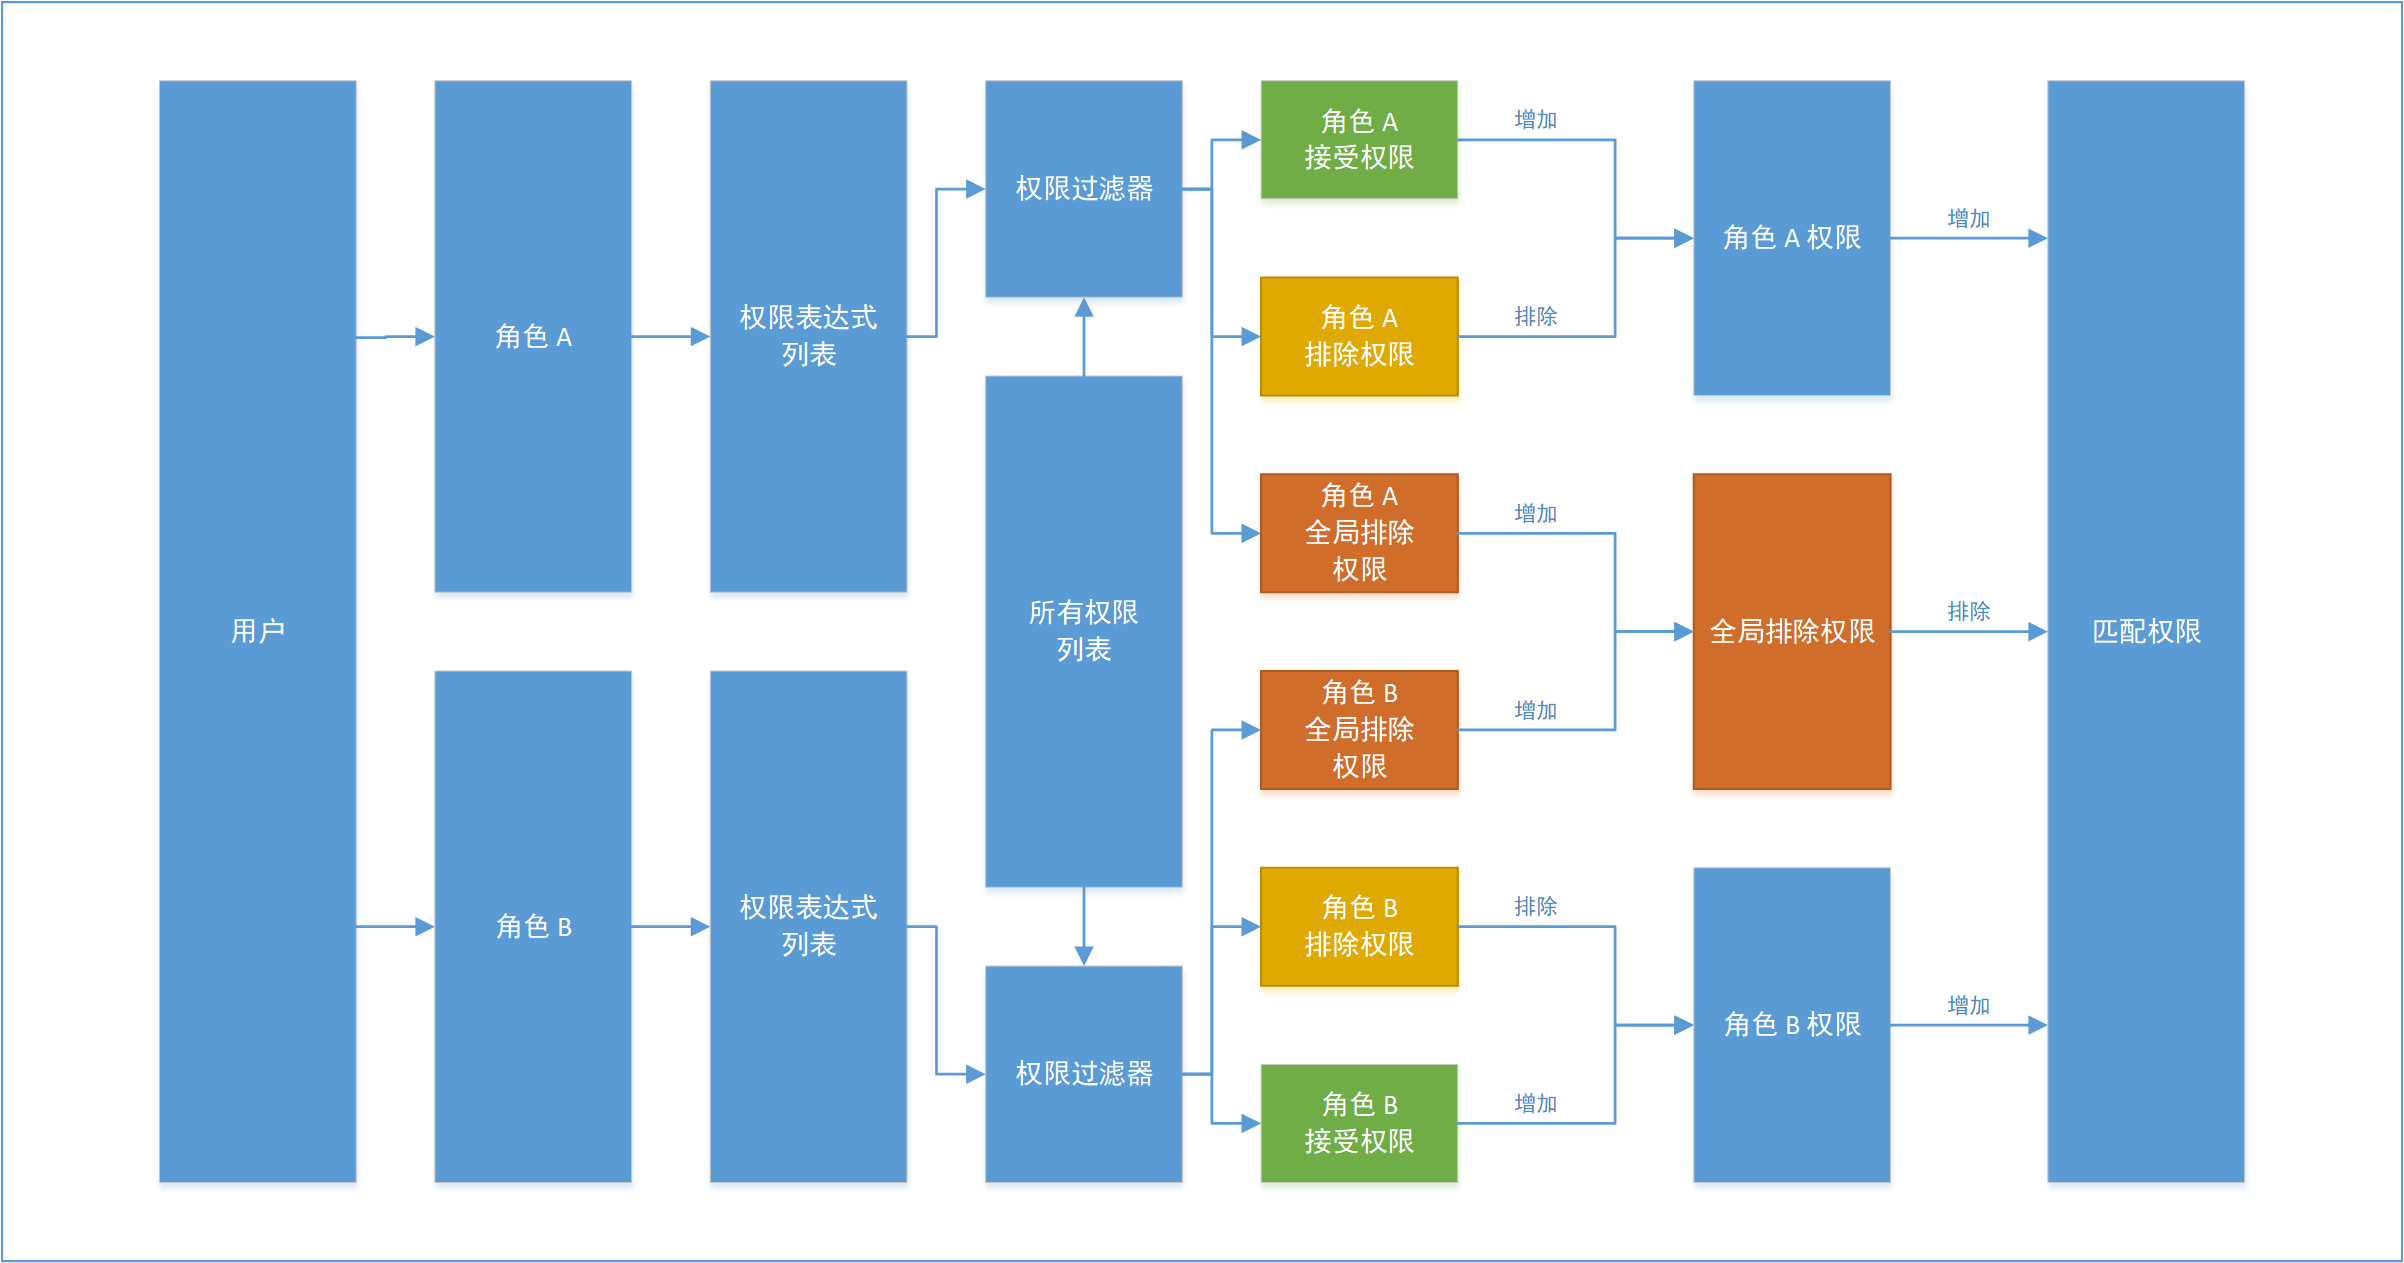 用户
角色 A
权限表达式
列表
权限过滤器
角色 A
接受权限
增加
角色 A
排除权限
排除
角色 A 权限
增加
角色 A
全局排除
权限
增加
所有权限
列表
全局排除权限
排除
匹配权限
角色 B
全局排除
权限
增加
角色 B
权限表达式
列表
权限过滤器
角色 B
排除权限
排除
角色 B 权限
增加
角色 B
接受权限
增加